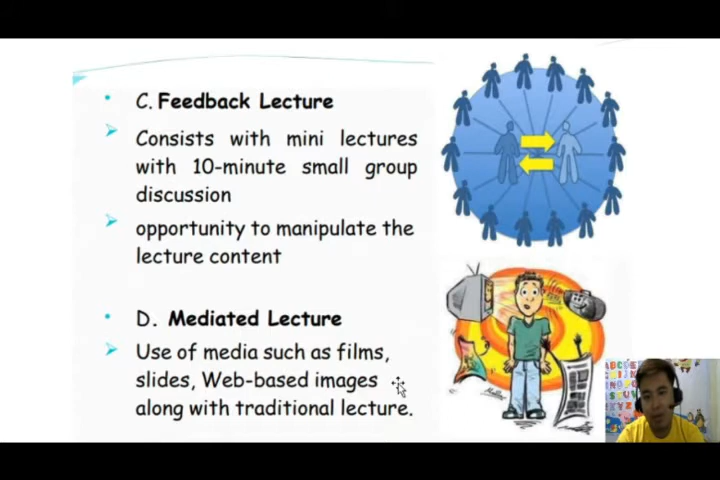 C. Feedback Lecture
Consists with mini lectures
with 10-minute small group
discussion
opportunity to manipulate the
lecture content
D. Mediated Lecture
Use of media such as films,
slides, Web-based images
along with traditional lecture.